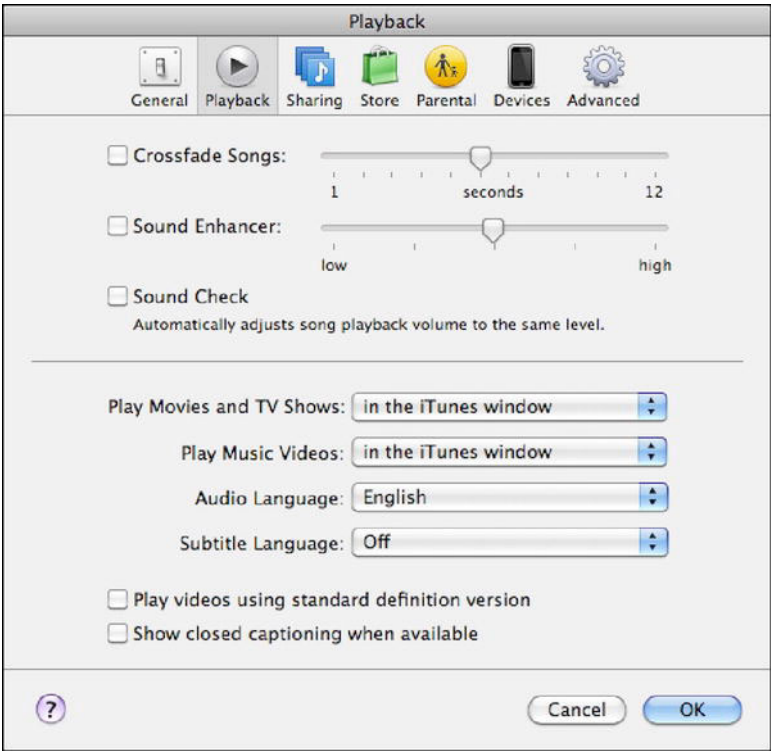 Playback
General Playback Sharing Store Parental Devices Advanced
Crossfade Songs:
1 seconds 12
Sound Enhancer:
low high
Sound Check
Automatically adjusts song playback volume to the same level.
Play Movies and TV Shows: in the iTunes window
Play Music Videos: in the iTunes window
Audio Language: English
Subtitle Language: Off
Play videos using standard definition version
Show closed captioning when available
? Cancel OK